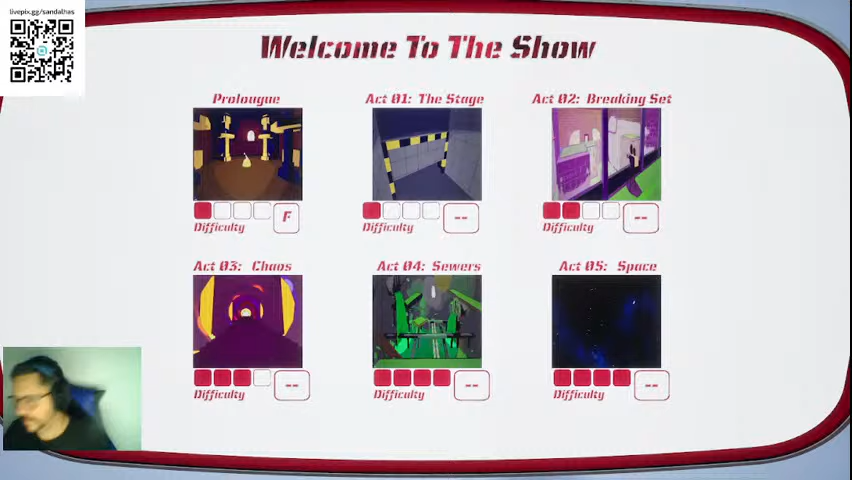 livepix.gg/sandalhas
Welcome To The Show
Prolougue
Act 01: The Stage
Act 02: Breaking Set
F
--
--
Difficulty
Difficulty
Difficulty
Act 03: Chaos
Act 04: Sewers
Act 05: Space
--
--
--
Difficulty
Difficulty
Difficulty